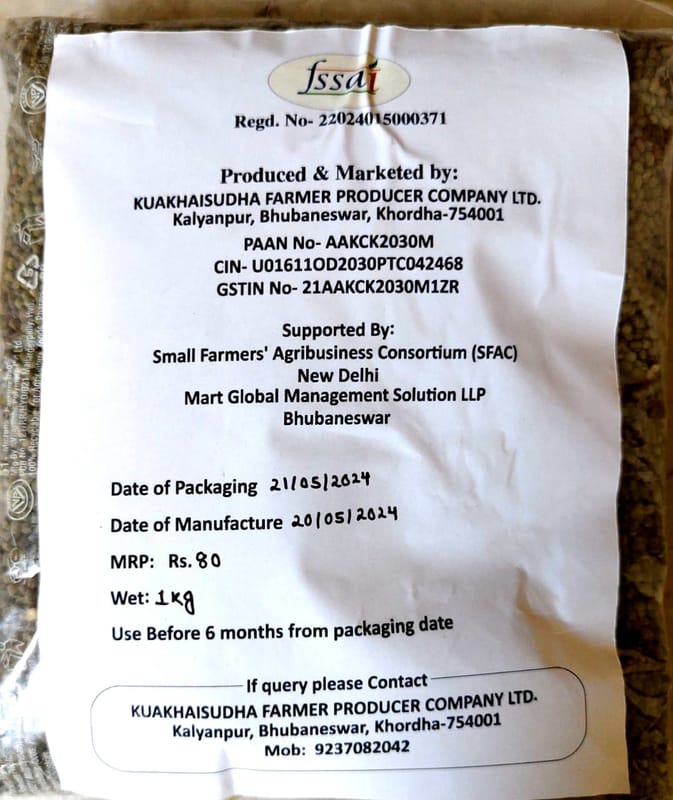 fssai
Regd. No- 22024015000371
Produced & Marketed by:
KUAKHAISUDHA FARMER PRODUCER COMPANY LTD.
Kalyanpur, Bhubaneswar, Khordha-754001
PAAN No- AAKCK2030M
CIN- U01611OD2030PTC042468
GSTIN No- 21AAKCK2030M1ZR
Supported By:
Small Farmers' Agribusiness Consortium (SFAC)
New Delhi
Mart Global Management Solution LLP
Bhubaneswar
Date of Packaging 21/05/2024
Date of Manufacture 20/05/2024
MRP: Rs. 80
Wet: 1kg
Use Before 6 months from packaging date
If query please Contact
KUAKHAISUDHA FARMER PRODUCER COMPANY LTD.
Kalyanpur, Bhubaneswar, Khordha-754001
Mob: 9237082042